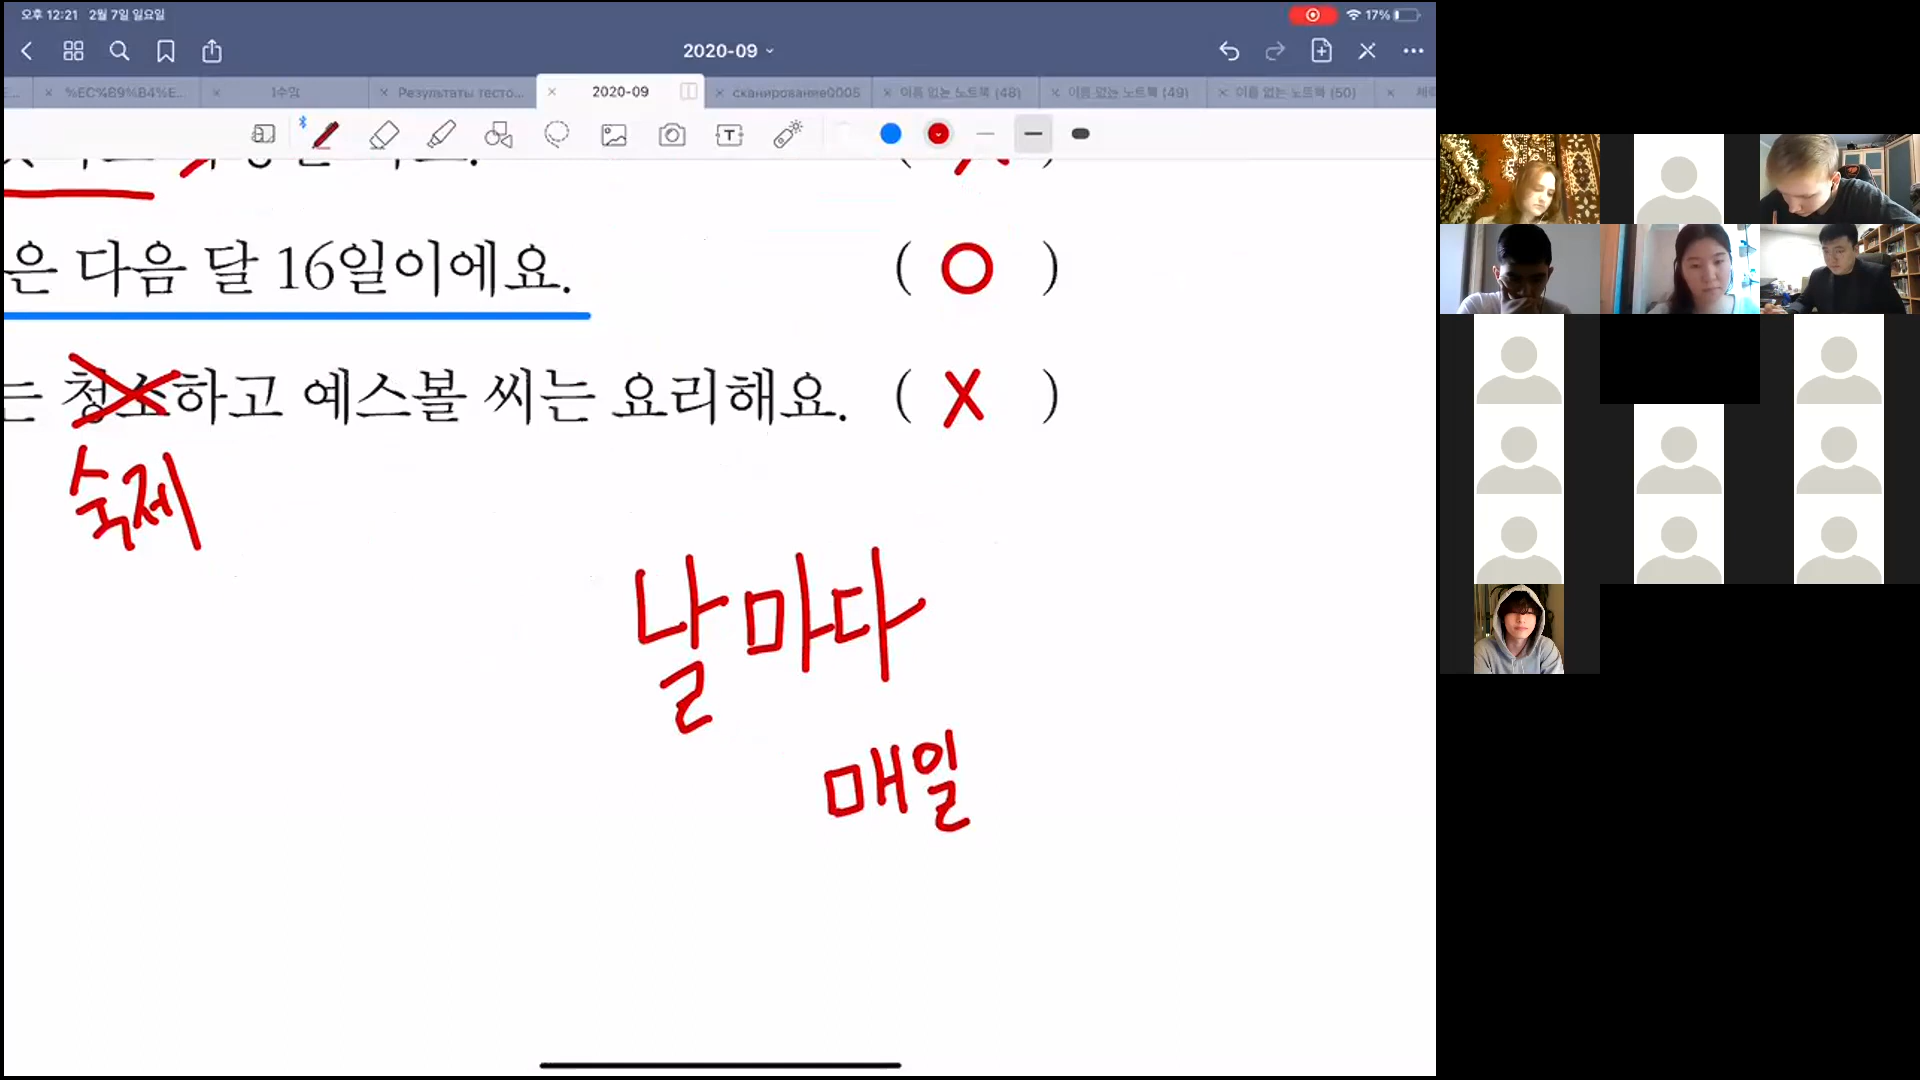 오후 12:21 2월 7일 일요일
17%
2020-09
%EC%B9%B4%E...
1수업
Результаты тесто...
2020-09
сканирование0005
이름 없는 노트북 (48)
이름 없는 노트북 (49)
이름 없는 노트북 (50)
은 다음 달 16일이에요. ( O )
는 청소하고 예스볼 씨는 요리해요. ( X )
숙제
날마다
매일